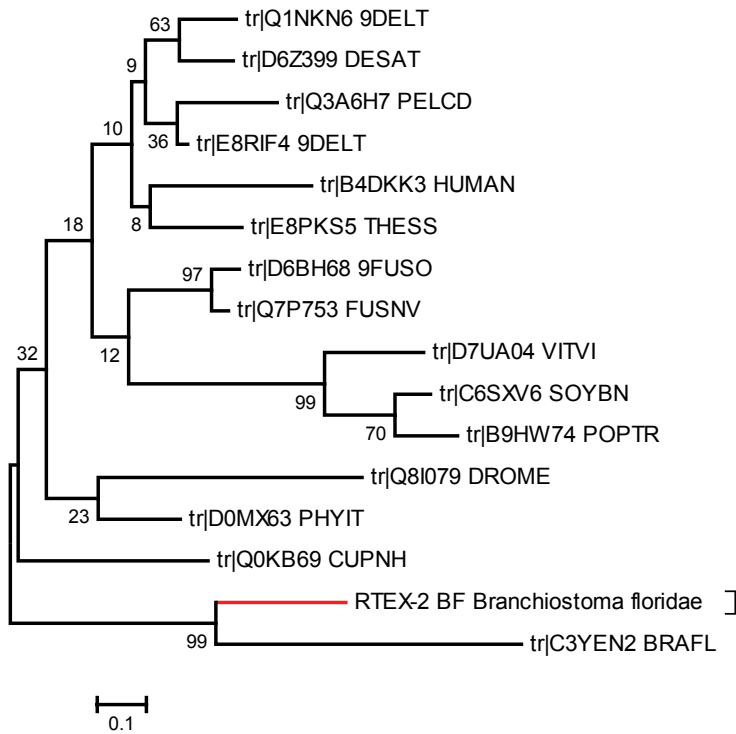 63
tr|Q1NKN6 9DELT
tr|D6Z399 DESAT
9
tr|Q3A6H7 PELCD
10
36
tr|E8RIF4 9DELT
tr|B4DKK3 HUMAN
18
8
tr|E8PKS5 THESS
97
tr|D6BH68 9FUSO
tr|Q7P753 FUSNV
32
12
tr|D7UA04 VITVI
99
tr|C6SXV6 SOYBN
70
tr|B9HW74 POPTR
tr|Q8I079 DROME
23
tr|D0MX63 PHYIT
tr|Q0KB69 CUPNH
RTEX-2 BF Branchiostoma floridae
99
tr|C3YEN2 BRAFL
0.1